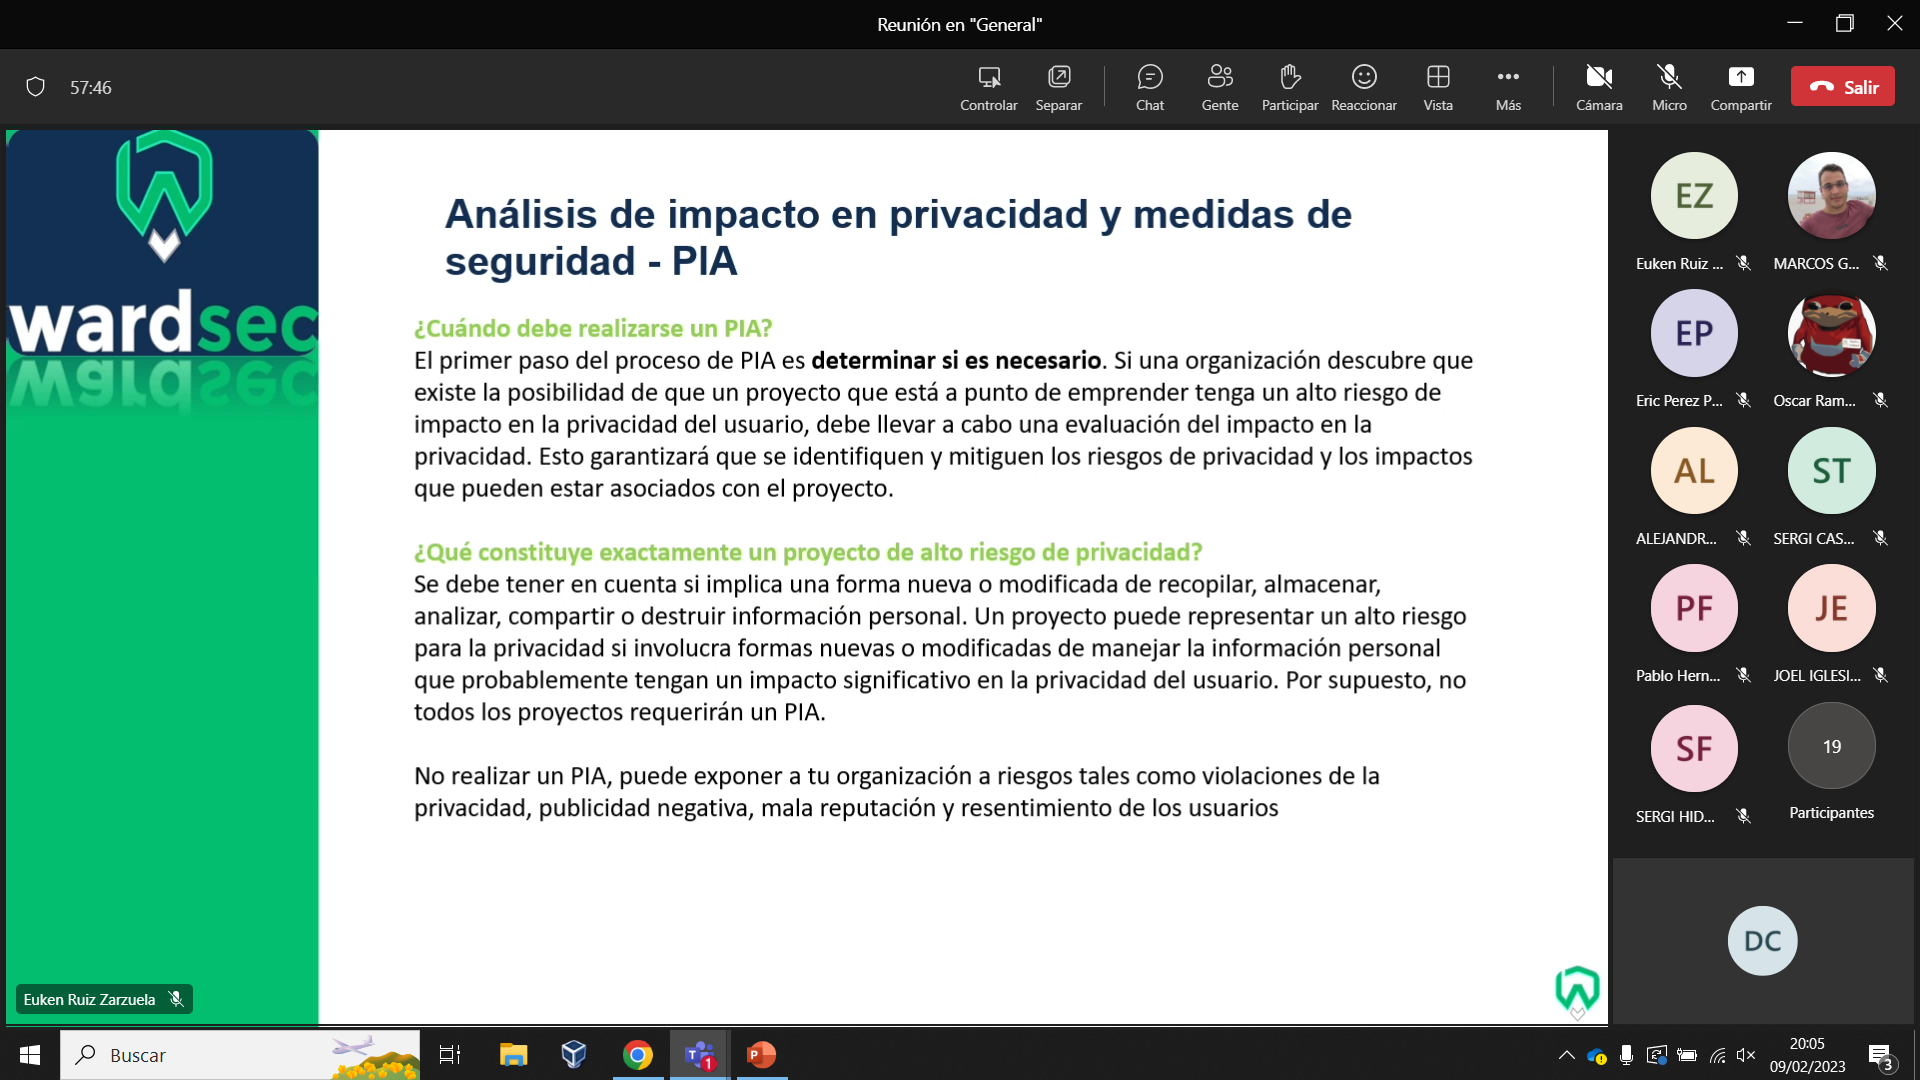 Reunión en "General"
57:46
Controlar
Separar
Chat
Gente
Participar
Reaccionar
Vista
Más
Cámara
Micro
Compartir
Salir
wardsec
Análisis de impacto en privacidad y medidas de
seguridad - PIA
¿Cuándo debe realizarse un PIA?
El primer paso del proceso de PIA es determinar si es necesario. Si una organización descubre que
existe la posibilidad de que un proyecto que está a punto de emprender tenga un alto riesgo de
impacto en la privacidad del usuario, debe llevar a cabo una evaluación del impacto en la
privacidad. Esto garantizará que se identifiquen y mitiguen los riesgos de privacidad y los impactos
que pueden estar asociados con el proyecto.
¿Qué constituye exactamente un proyecto de alto riesgo de privacidad?
Se debe tener en cuenta si implica una forma nueva o modificada de recopilar, almacenar,
analizar, compartir o destruir información personal. Un proyecto puede representar un alto riesgo
para la privacidad si involucra formas nuevas o modificadas de manejar la información personal
que probablemente tengan un impacto significativo en la privacidad del usuario. Por supuesto, no
todos los proyectos requerirán un PIA.
No realizar un PIA, puede exponer a tu organización a riesgos tales como violaciones de la
privacidad, publicidad negativa, mala reputación y resentimiento de los usuarios
Euken Ruiz Zarzuela
EZ
Euken Ruiz ...
MARCOS G...
EP
Eric Perez P...
Oscar Ram...
AL
ALEJANDR...
ST
SERGI CAS...
PF
Pablo Hern...
JE
JOEL IGLESI...
SF
SERGI HID...
19
Participantes
DC
Buscar
1
20:05
09/02/2023
3